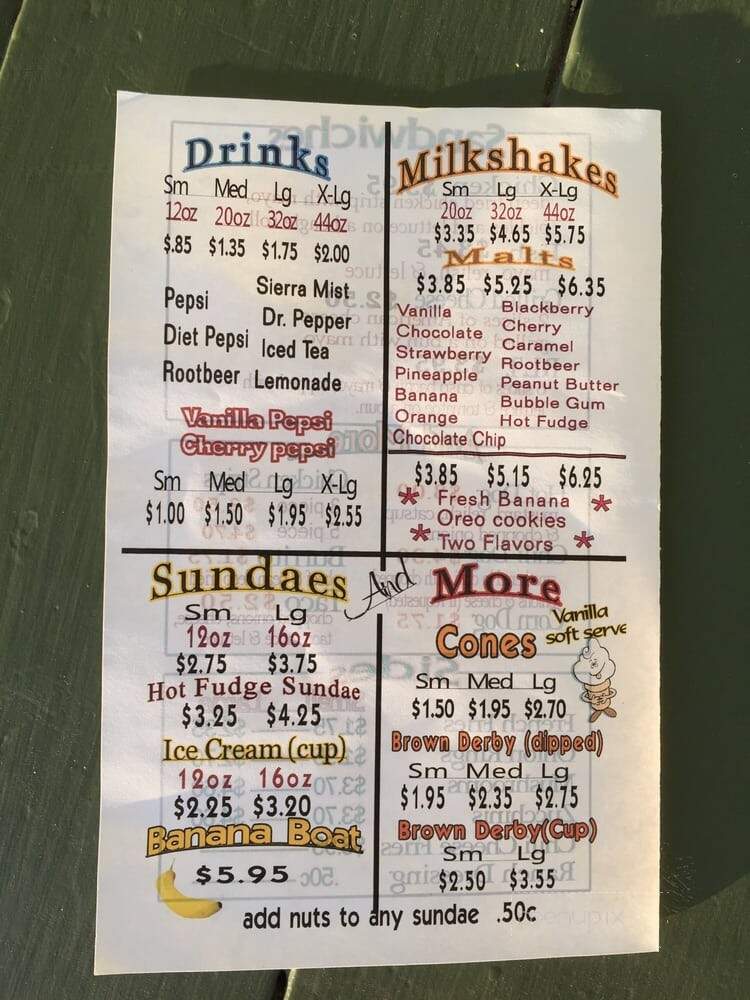 Drinks
Sm Med Lg X-Lg
12oz 20oz 32oz 44oz
$.85 $1.35 $1.75 $2.00
Pepsi
Diet Pepsi
Rootbeer
Sierra Mist
Dr. Pepper
Iced Tea
Lemonade
Vanilla Pepsi
Cherry pepsi
Sm Med Lg X-Lg
$1.00 $1.50 $1.95 $2.55
Milkshakes
Sm Lg X-Lg
20oz 32oz 44oz
$3.35 $4.65 $5.75
Malts
$3.85 $5.25 $6.35
Vanilla
Chocolate
Strawberry
Pineapple
Banana
Orange
Chocolate Chip
Blackberry
Cherry
Caramel
Rootbeer
Peanut Butter
Bubble Gum
Hot Fudge
$3.85 $5.15 $6.25
* Fresh Banana *
Oreo cookies
* Two Flavors *
Sundaes And More
Sm Lg
12oz 16oz
$2.75 $3.75
Hot Fudge Sundae
$3.25 $4.25
Ice Cream (cup)
12oz 16oz
$2.25 $3.20
Banana Boat
$5.95
Cones
Vanilla
soft serve
Sm Med Lg
$1.50 $1.95 $2.70
Brown Derby (dipped)
Sm Med Lg
$1.95 $2.35 $2.75
Brown Derby(Cup)
Sm Lg
$2.50 $3.55
add nuts to any sundae .50c